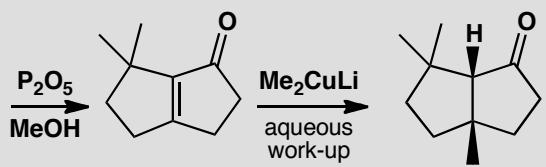 P₂O₅
MeOH
O
Me₂CuLi
aqueous
work-up
H
O